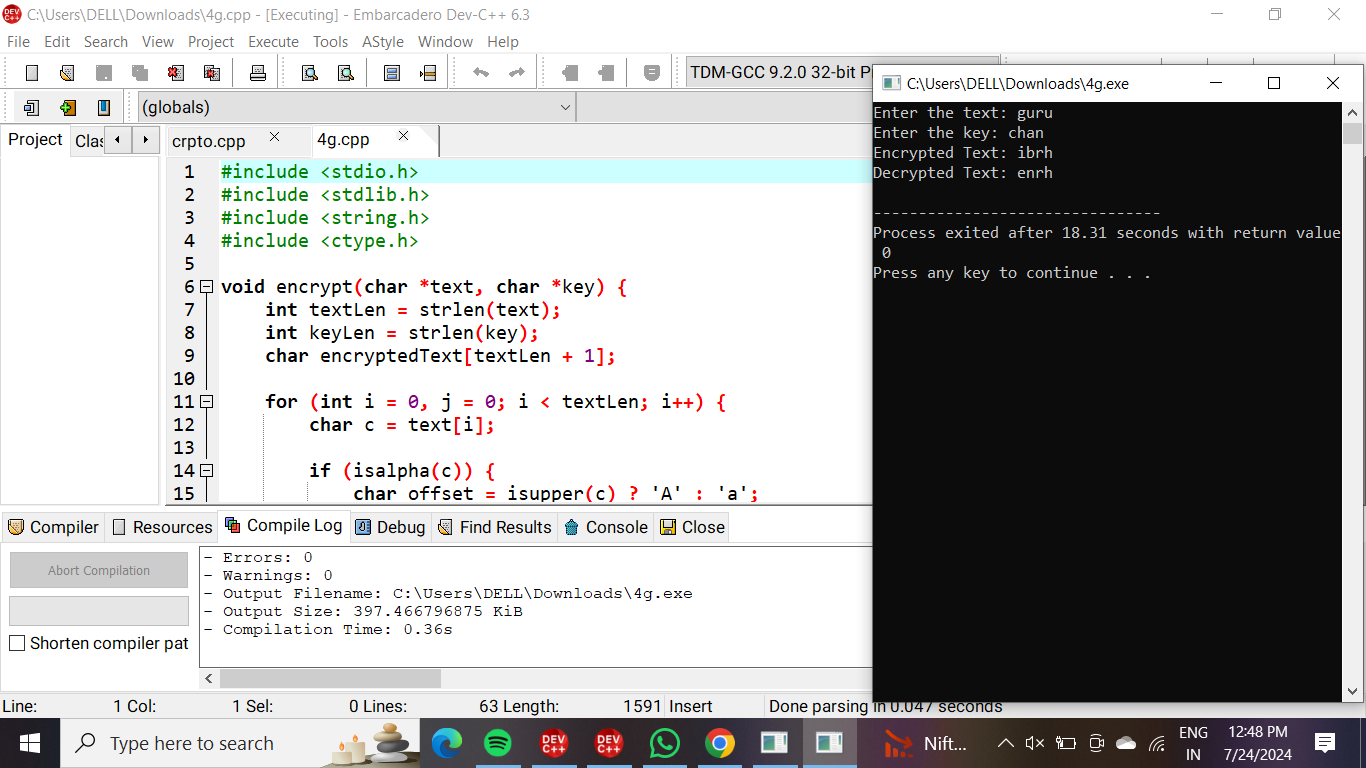 C:\Users\DELL\Downloads\4g.cpp - [Executing] - Embarcadero Dev-C++ 6.3
File Edit Search View Project Execute Tools AStyle Window Help
TDM-GCC 9.2.0 32-bit P
(globals)
Project Clas
crpto.cpp 4g.cpp
1 #include <stdio.h>
2 #include <stdlib.h>
3 #include <string.h>
4 #include <ctype.h>
5
6 void encrypt(char *text, char *key) {
7 int textLen = strlen(text);
8 int keyLen = strlen(key);
9 char encryptedText[textLen + 1];
10
11 for (int i = 0, j = 0; i < textLen; i++) {
12 char c = text[i];
13
14 if (isalpha(c)) {
15 char offset = isupper(c) ? 'A' : 'a';
C:\Users\DELL\Downloads\4g.exe
Enter the text: guru
Enter the key: chan
Encrypted Text: ibrh
Decrypted Text: enrh
--------------------------------
Process exited after 18.31 seconds with return value
0
Press any key to continue . . .
Compiler Resources Compile Log Debug Find Results Console Close
Abort Compilation
Shorten compiler pat
- Errors: 0
- Warnings: 0
- Output Filename: C:\Users\DELL\Downloads\4g.exe
- Output Size: 397.466796875 KiB
- Compilation Time: 0.36s
Line: 1 Col: 1 Sel: 0 Lines: 63 Length: 1591 Insert Done parsing in 0.047 seconds
Type here to search
DEV C++
DEV C++
Nift...
ENG
IN
12:48 PM
7/24/2024